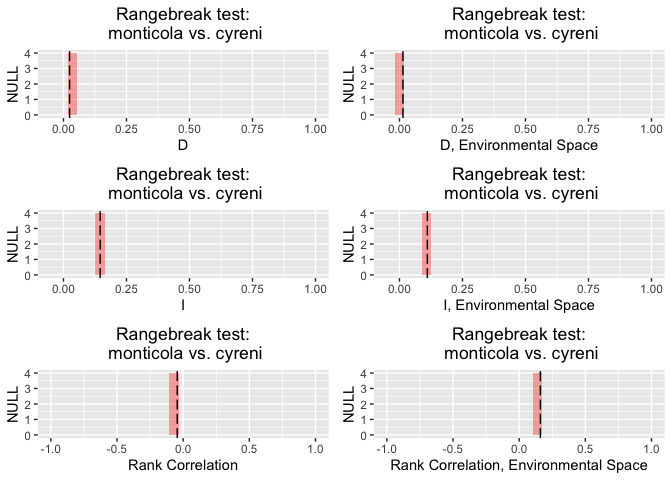 Rangebreak test:
monticola vs. cyreni
NULL
4
3
2
1
0
0.00 0.25 0.50 0.75 1.00
D
Rangebreak test:
monticola vs. cyreni
NULL
4
3
2
1
0
0.00 0.25 0.50 0.75 1.00
D, Environmental Space
Rangebreak test:
monticola vs. cyreni
NULL
4
3
2
1
0
0.00 0.25 0.50 0.75 1.00
I
Rangebreak test:
monticola vs. cyreni
NULL
4
3
2
1
0
0.00 0.25 0.50 0.75 1.00
I, Environmental Space
Rangebreak test:
monticola vs. cyreni
NULL
4
3
2
1
0
-1.0 -0.5 0.0 0.5 1.0
Rank Correlation
Rangebreak test:
monticola vs. cyreni
NULL
4
3
2
1
0
-1.0 -0.5 0.0 0.5 1.0
Rank Correlation, Environmental Space